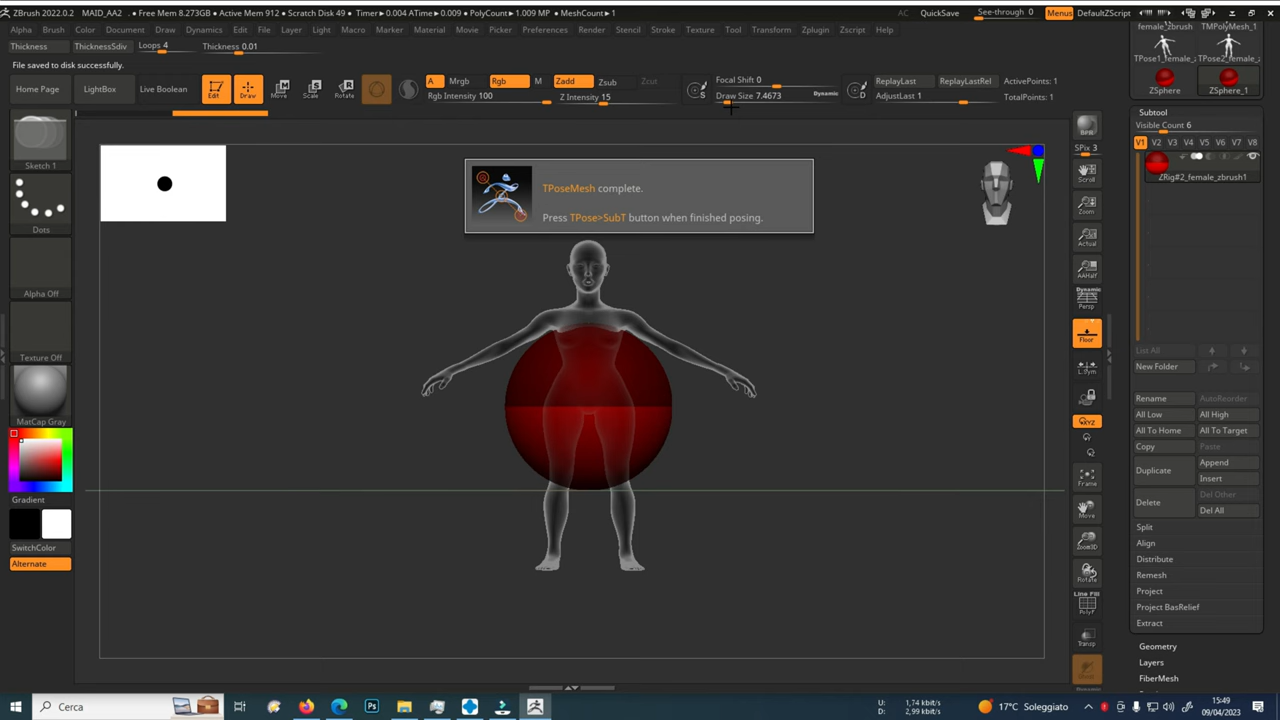 ZBrush 2022.0.2 MAID_AA2 . • Free Mem 8.273GB • Active Mem 912 • Scratch Disk 49 • Timer▸0.004 ATime▸0.009 • PolyCount▸1.009 MP • MeshCount▸1
AC QuickSave See-through 0 Menus DefaultZScript
Alpha Brush Color Document Draw Dynamics Edit File Layer Light Macro Marker Material Movie Picker Preferences Render Stencil Stroke Texture Tool Transform Zplugin Zscript Help
Thickness ThicknessSdiv Loops 4 Thickness 0.01
File saved to disk successfully.
Home Page LightBox Live Boolean Edit Draw Move Scale Rotate
A Mrgb Rgb M Zadd Zsub Zcut
Rgb Intensity 100 Z Intensity 15
S Focal Shift 0
Draw Size 7.4673 Dynamic
D ReplayLast ReplayLastRel ActivePoints: 1
AdjustLast 1 TotalPoints: 1
Sketch 1
Dots
Alpha Off
Texture Off
MatCap Gray
Gradient
SwitchColor
Alternate
TPoseMesh complete.
Press TPose>SubT button when finished posing.
BPR
SPix 3
Scroll
Zoom
Actual
AAHalf
Dynamic
Persp
Floor
L.Sym
XYZ
Frame
Move
Zoom3D
Rotate
Line Fill
PolyF
Transp
Dynamic
female_zbrush1 TMPolyMesh_1
TPose1_female_z TPose2_female_z
ZSphere ZSphere_1
Subtool
Visible Count 6
V1 V2 V3 V4 V5 V6 V7 V8
ZRig#2_female_zbrush1
List All
New Folder
Rename AutoReorder
All Low All High
All To Home All To Target
Copy Paste
Duplicate Append
Insert
Delete Del Other
Del All
Split
Align
Distribute
Remesh
Project
Project BasRelief
Extract
Geometry
Layers
FiberMesh
Cerca
Ps
U: 1,74 kbit/s
D: 2,99 kbit/s
17°C Soleggiato
15:49
09/04/2023